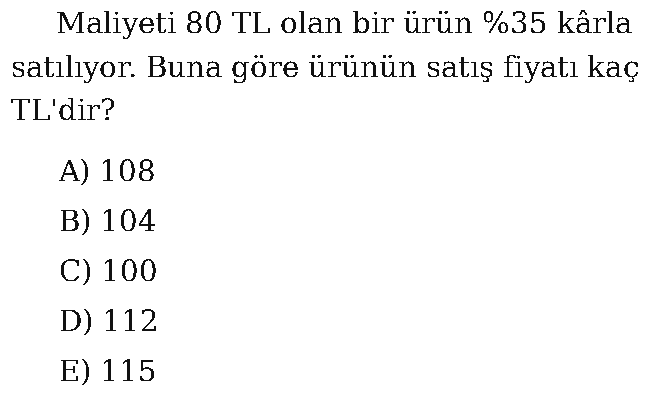 Maliyeti 80 TL olan bir ürün %35 kârla
satılıyor. Buna göre ürünün satış fiyatı kaç
TL'dir?
A) 108
B) 104
C) 100
D) 112
E) 115